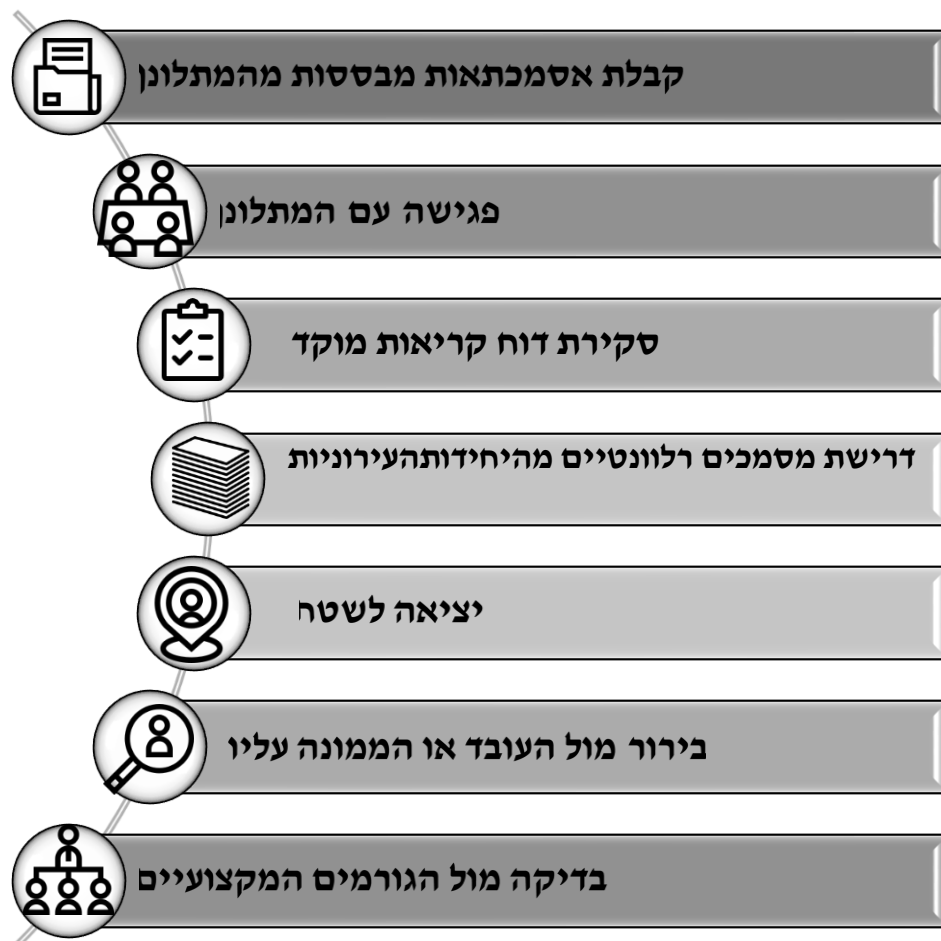 קבלת אסמכתאות מבססות מהמתלונן
פגישה עם המתלונן
סקירת דוח קריאות מוקד
דרישת מסמכים רלוונטיים מהיחידותהעירוניות
יציאה לשטח
בירור מול העובד או הממונה עליו
בדיקה מול הגורמים המקצועיים